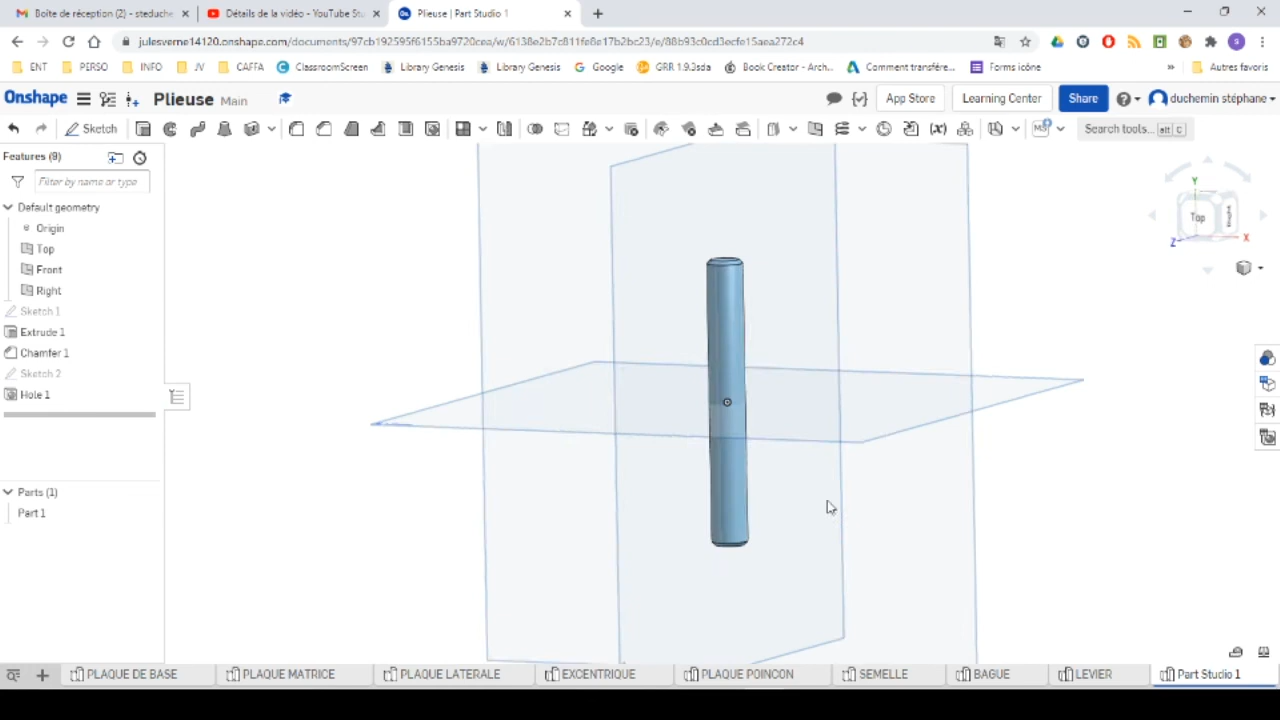 Boîte de réception (2) - steduche
Détails de la vidéo - YouTube Stu
Plieuse | Part Studio 1
julesverne14120.onshape.com/documents/97cb192595f6155ba9720cea/w/6138e2b7c811fe8e17b2bc23/e/88b93c0cd3ecfe15aea272c4
ENT PERSO INFO JV CAFFA ClassroomScreen Library Genesis Library Genesis Google GRR 1.9.3sda Book Creator - Arch... Comment transfére... Forms icône » Autres favoris
Onshape Plieuse Main App Store Learning Center Share duchemin stéphane
Sketch Search tools... alt C
Features (9)
Filter by name or type
Default geometry
Origin
Top
Front
Right
Sketch 1
Extrude 1
Chamfer 1
Sketch 2
Hole 1
Parts (1)
Part 1
Y
Top
Right
Z
X
PLAQUE DE BASE PLAQUE MATRICE PLAQUE LATERALE EXCENTRIQUE PLAQUE POINCON SEMELLE BAGUE LEVIER Part Studio 1